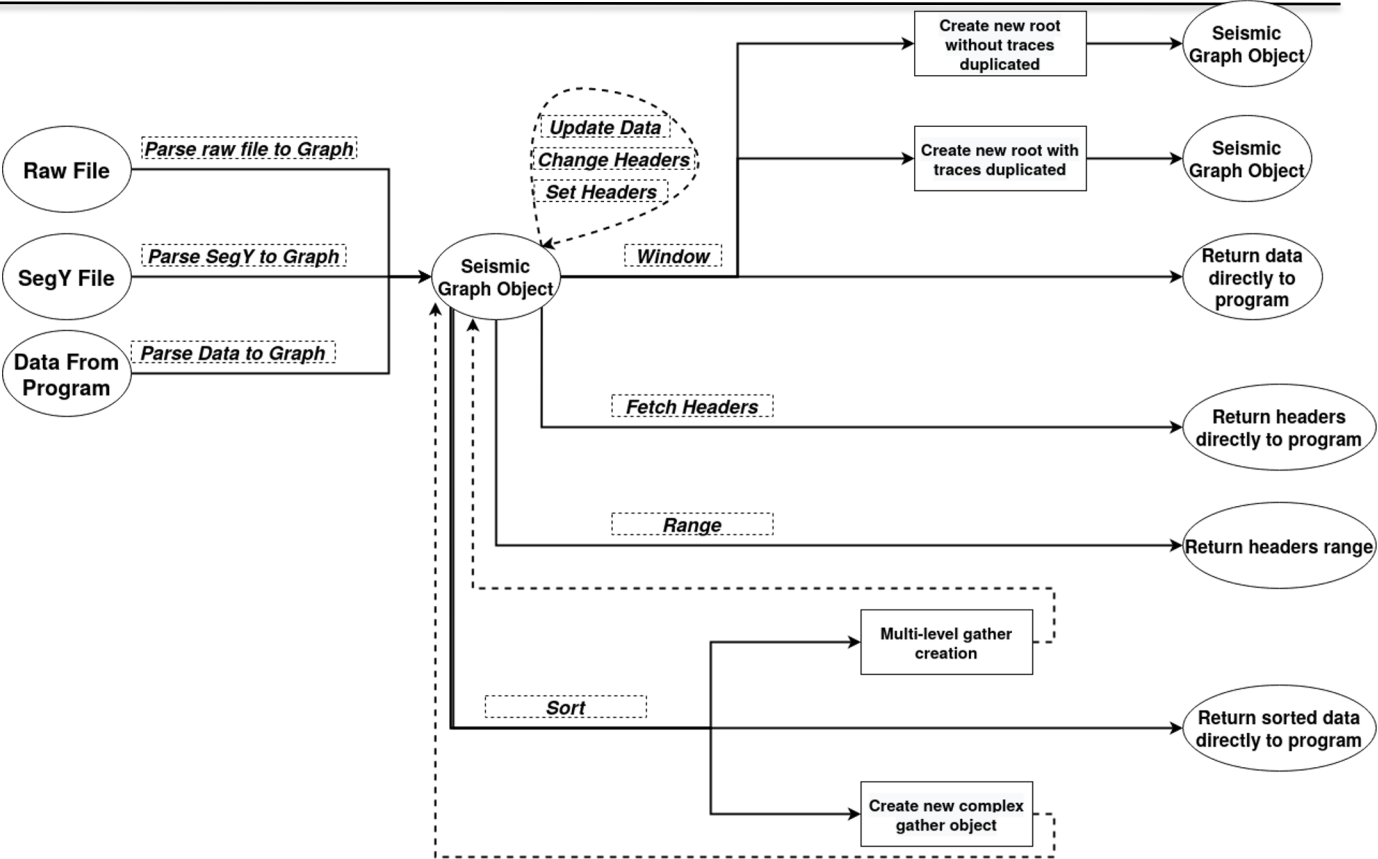 Create new root
without traces
duplicated
Seismic
Graph Object
Update Data
Change Headers
Set Headers
Parse raw file to Graph
Raw File
Create new root with
traces duplicated
Seismic
Graph Object
Parse SegY to Graph
SegY File
Seismic
Graph Object
Window
Return data
directly to
program
Parse Data to Graph
Data From
Program
Fetch Headers
Return headers
directly to program
Range
Return headers range
Multi-level gather
creation
Sort
Return sorted data
directly to program
Create new complex
gather object